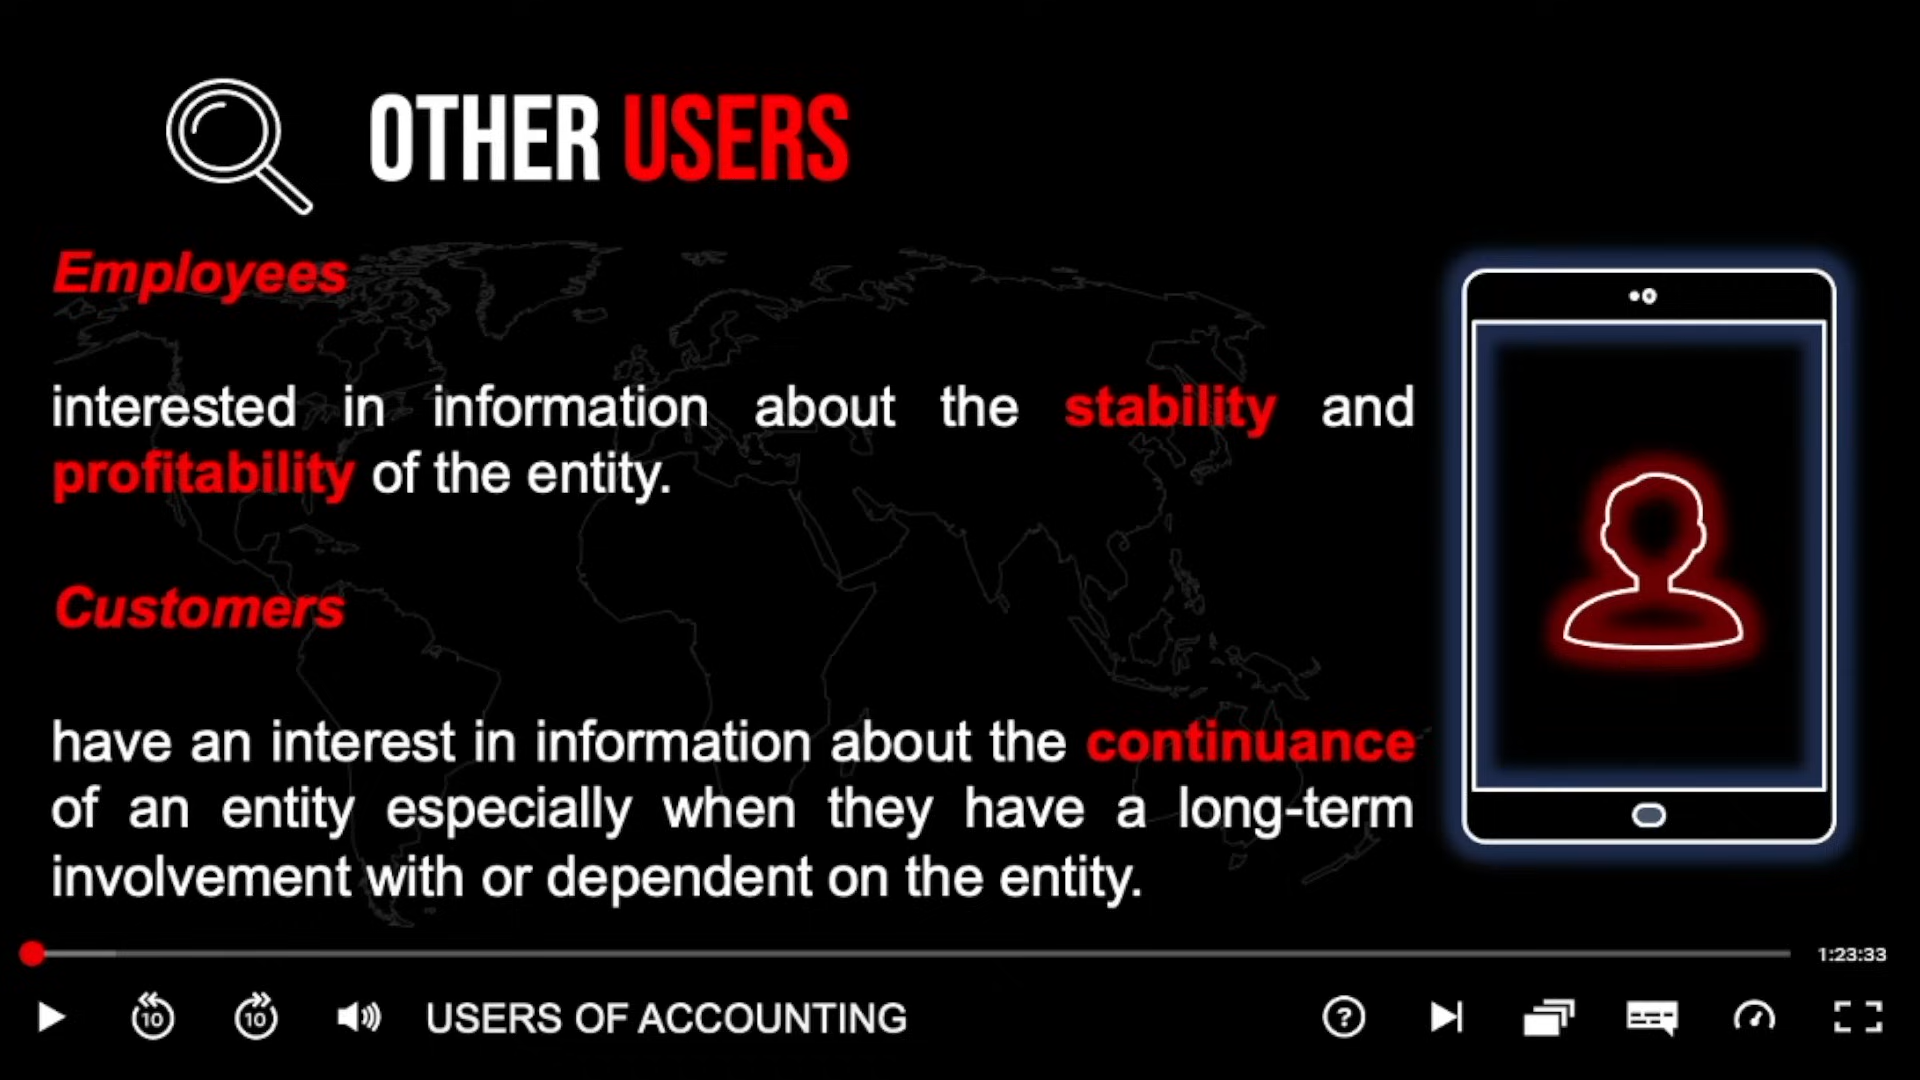 OTHER USERS
Employees
interested in information about the stability and
profitability of the entity.
Customers
have an interest in information about the continuance
of an entity especially when they have a long-term
involvement with or dependent on the entity.
1:23:33
10 10 USERS OF ACCOUNTING ?